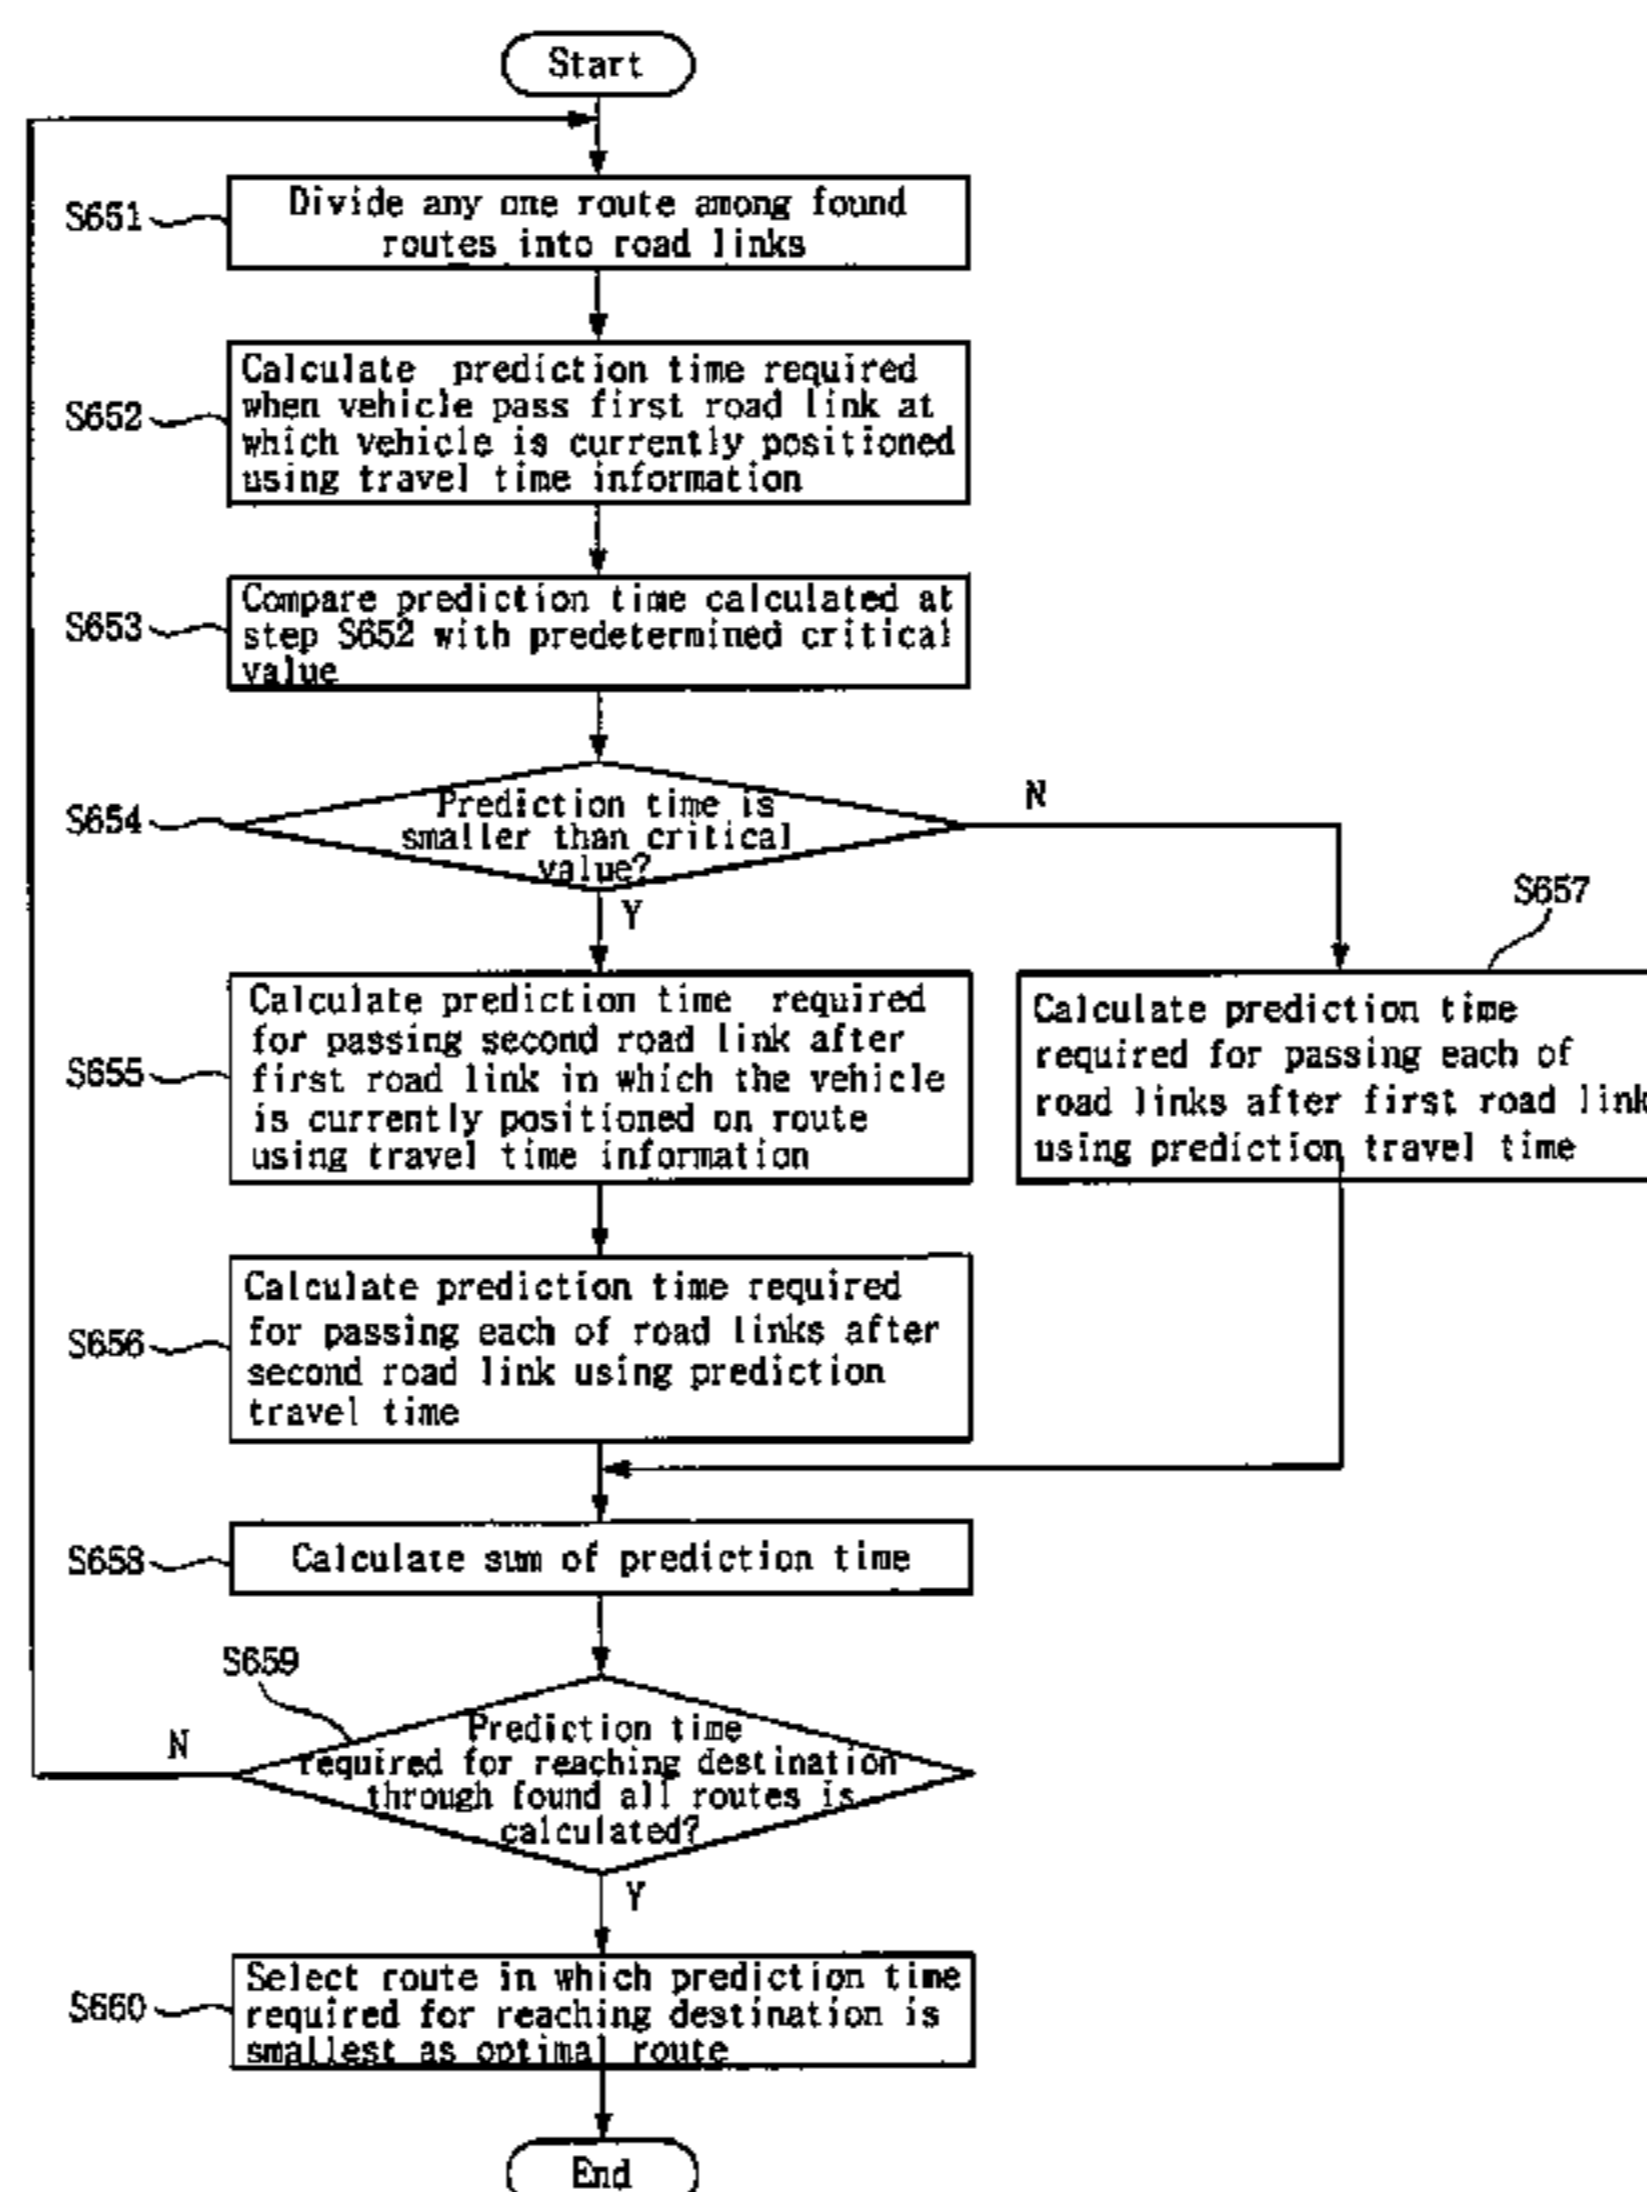 Start
S651
Divide any one route among found
routes into road links
S652
Calculate prediction time required
when vehicle pass first road link at
which vehicle is currently positioned
using travel time information
S653
Compare prediction time calculated at
step S652 with predetermined critical
value
S654
Prediction time is
smaller than critical
value?
N
Y
S657
S655
Calculate prediction time required
for passing second road link after
first road link in which the vehicle
is currently positioned on route
using travel time information
Calculate prediction time
required for passing each of
road links after first road link
using prediction travel time
S656
Calculate prediction time required
for passing each of road links after
second road link using prediction
travel time
S658
Calculate sum of prediction time
S659
N
Prediction time
required for reaching destination
through found all routes is
calculated?
Y
S660
Select route in which prediction time
required for reaching destination is
smallest as optimal route
End